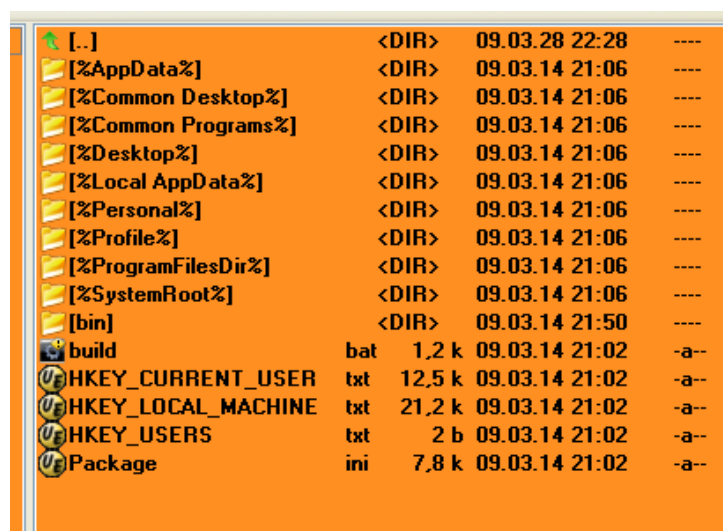 [..] <DIR> 09.03.28 22:28 ----
[%AppData%] <DIR> 09.03.14 21:06 ----
[%Common Desktop%] <DIR> 09.03.14 21:06 ----
[%Common Programs%] <DIR> 09.03.14 21:06 ----
[%Desktop%] <DIR> 09.03.14 21:06 ----
[%Local AppData%] <DIR> 09.03.14 21:06 ----
[%Personal%] <DIR> 09.03.14 21:06 ----
[%Profile%] <DIR> 09.03.14 21:06 ----
[%ProgramFilesDir%] <DIR> 09.03.14 21:06 ----
[%SystemRoot%] <DIR> 09.03.14 21:06 ----
[bin] <DIR> 09.03.14 21:50 ----
build bat 1,2 k 09.03.14 21:02 -a--
HKEY_CURRENT_USER txt 12,5 k 09.03.14 21:02 -a--
HKEY_LOCAL_MACHINE txt 21,2 k 09.03.14 21:02 -a--
HKEY_USERS txt 2 b 09.03.14 21:02 -a--
Package ini 7,8 k 09.03.14 21:02 -a--